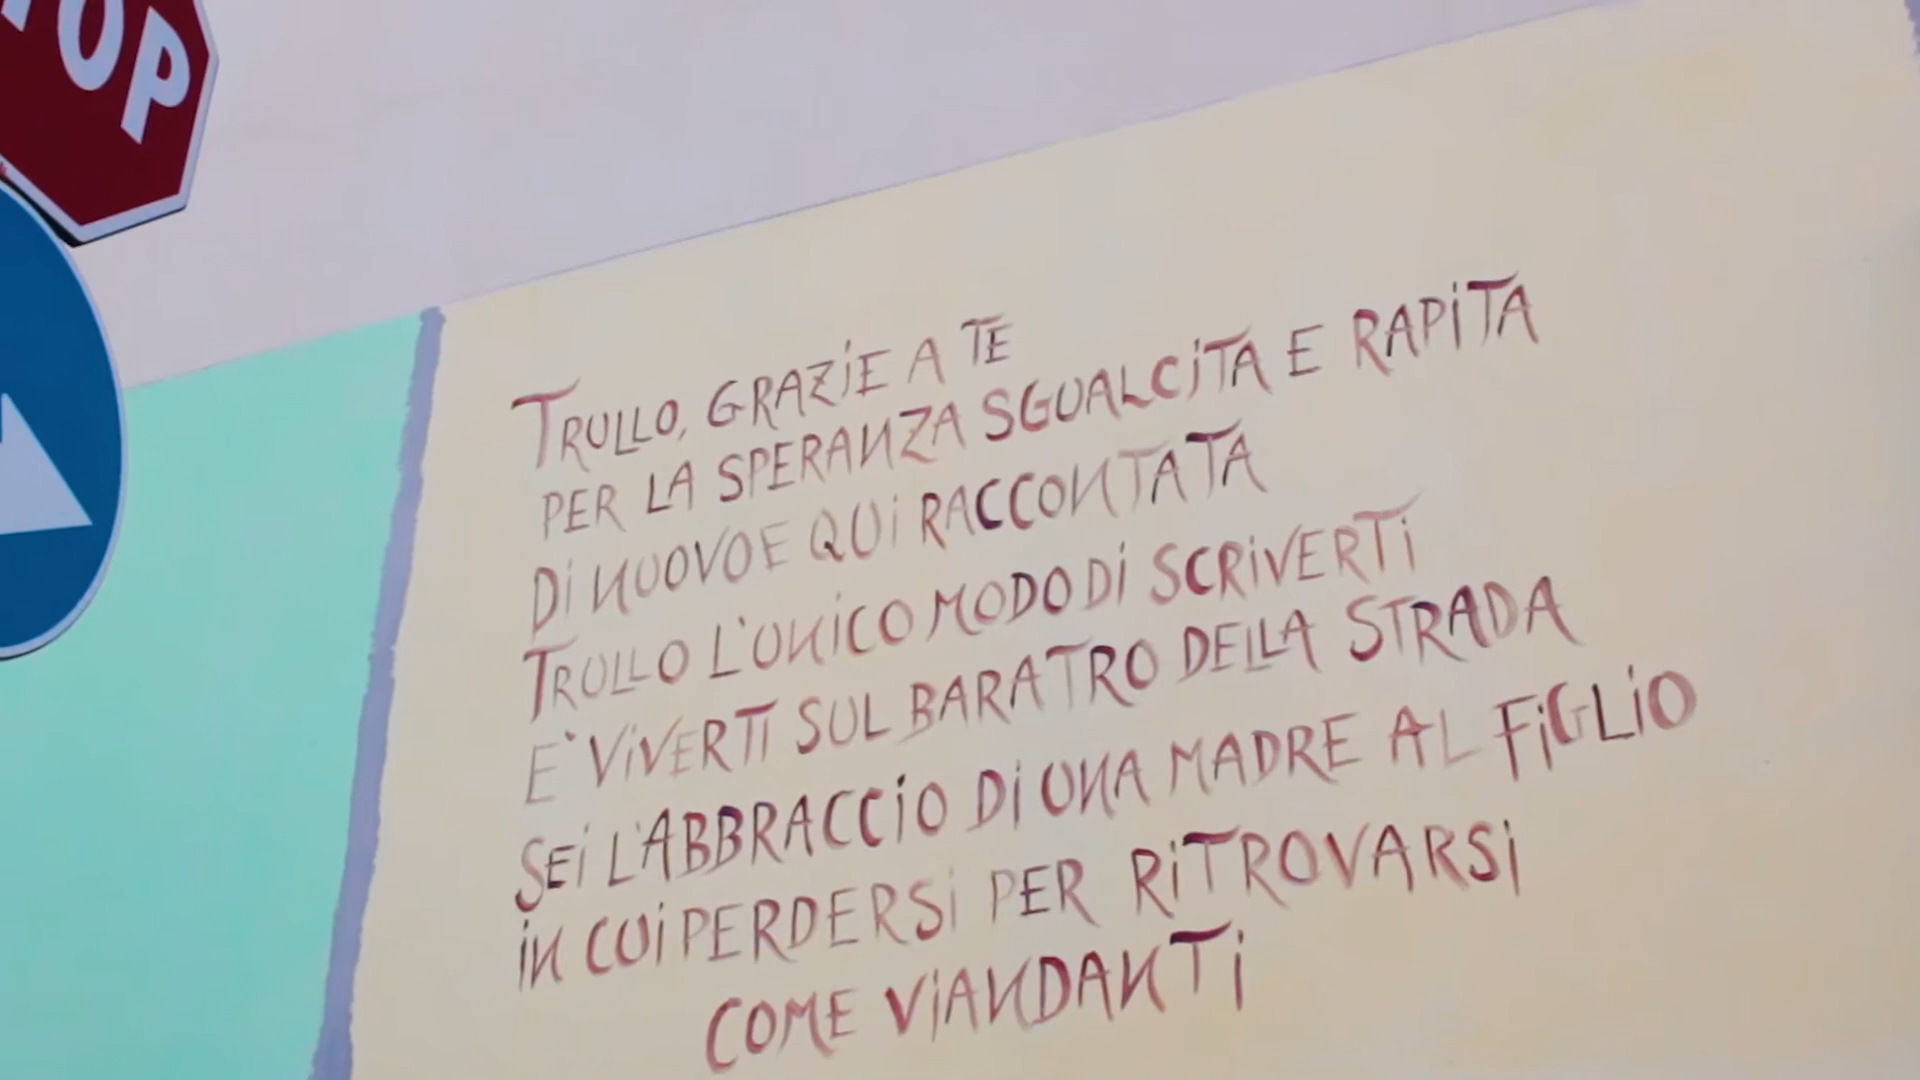 TOP
TRULLO, GRAZIE A TE
PER LA SPERANZA SGUALCITA E RAPITA
DI NUOVO E QUI RACCONTATA
TRULLO L'UNICO MODO DI SCRIVERTI
E' VIVERTI SUL BARATRO DELLA STRADA
SEI L'ABBRACCIO DI UNA MADRE AL FIGLIO
IN CUI PERDERSI PER RITROVARSI
COME VIANDANTI